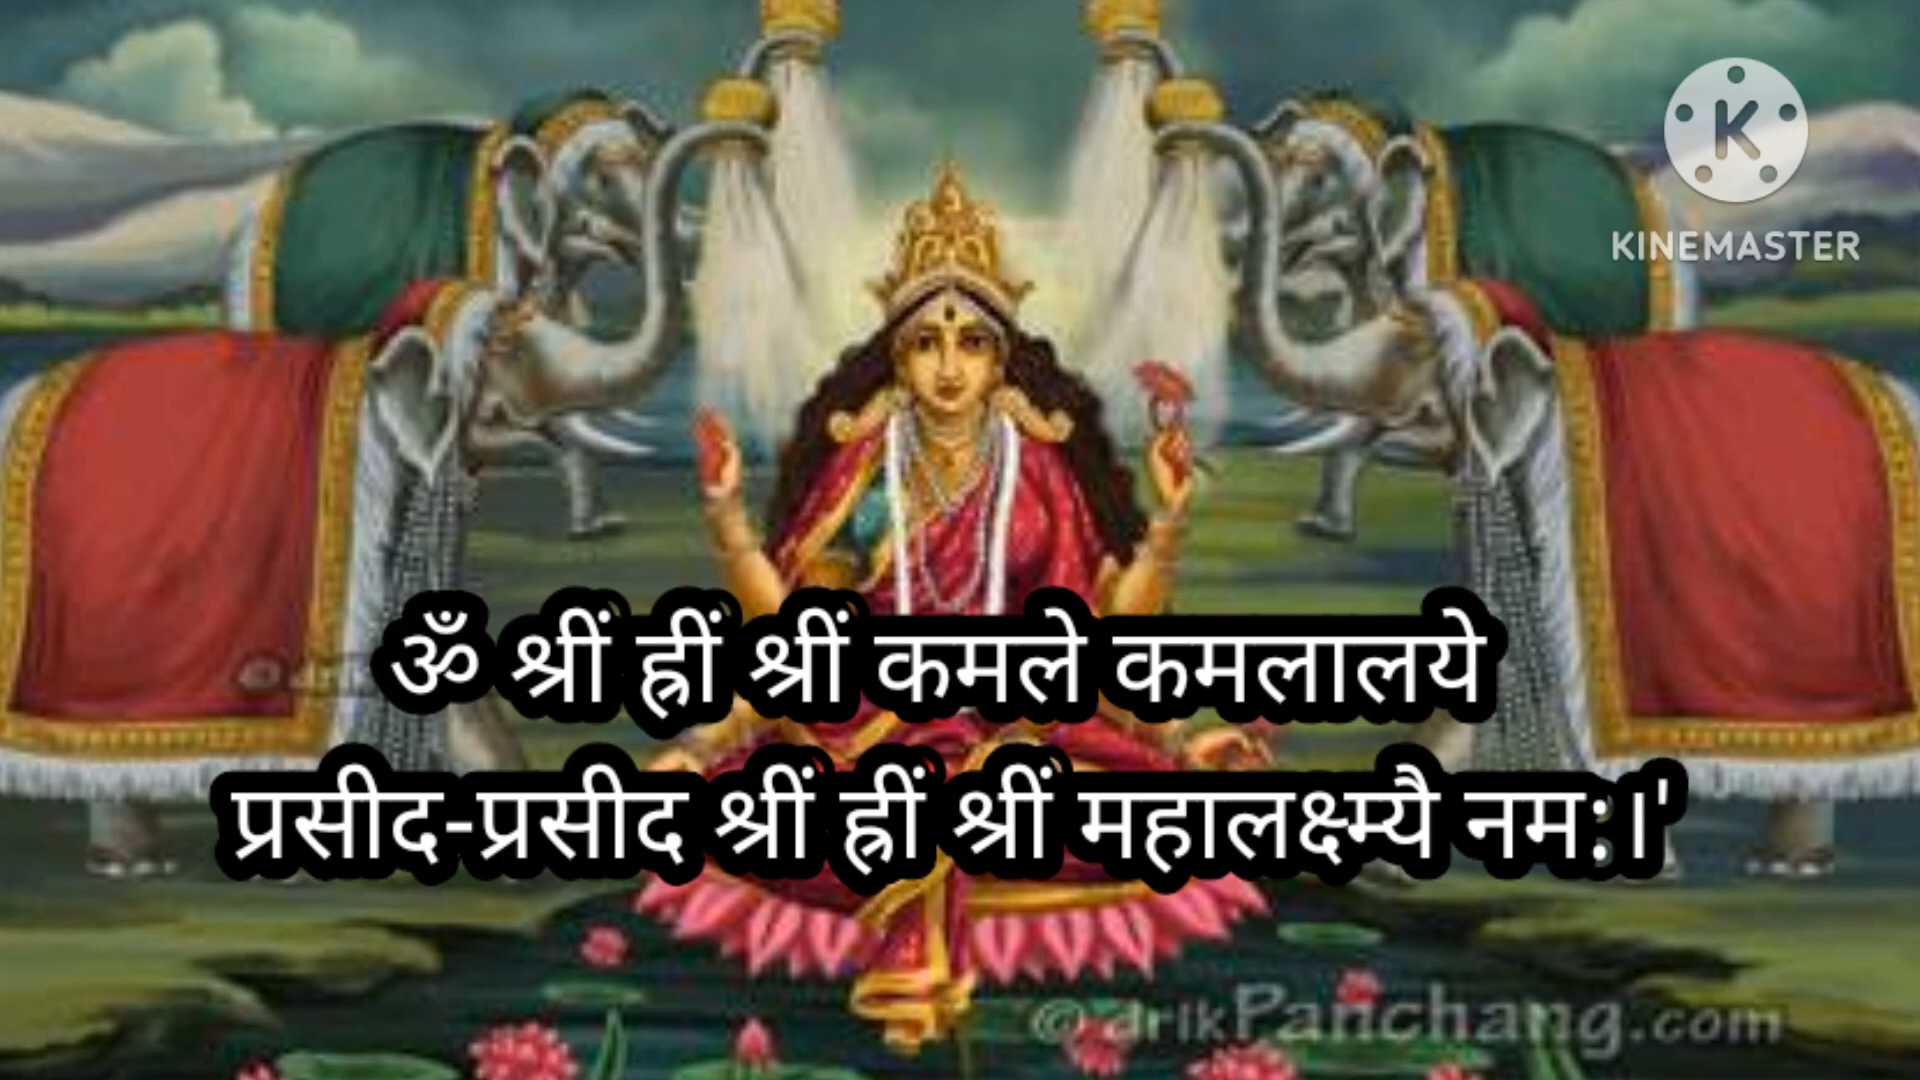 K
KINEMASTER
ॐ श्रीं ह्रीं श्रीं कमले कमलालये
प्रसीद-प्रसीद श्रीं ह्रीं श्रीं महालक्ष्म्यै नम:।'
© drikPanchang.com